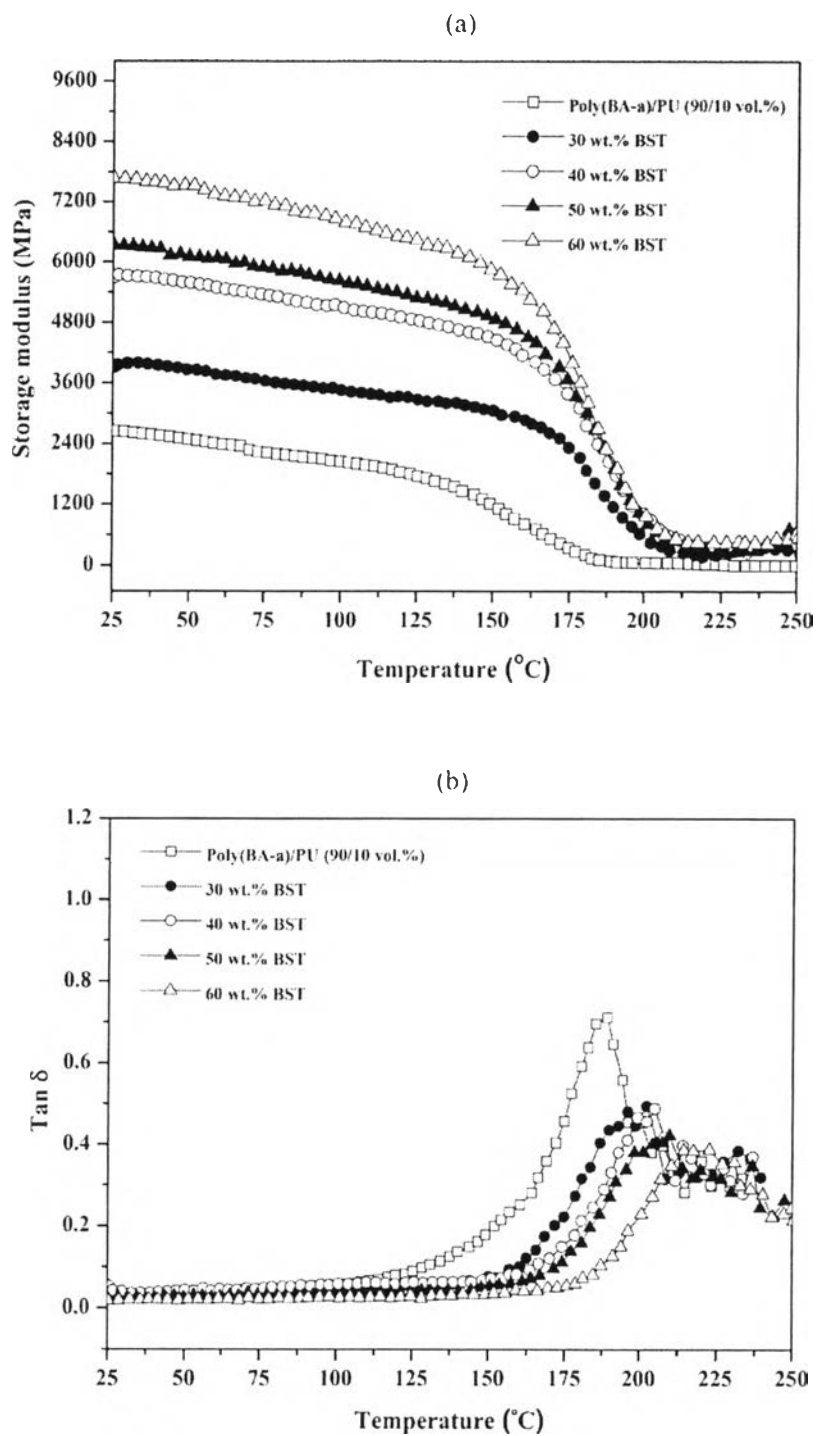 (a)
9600
8400
7200
6000
4800
3600
2400
1200
0
Storage modulus (MPa)
Poly(BA-a)/PU (90/10 vol.%)
30 wt.% BST
40 wt.% BST
50 wt.% BST
60 wt.% BST
25 50 75 100 125 150 175 200 225 250
Temperature (°C)
(b)
1.2
1.0
0.8
0.6
0.4
0.2
0.0
Tan δ
Poly(BA-a)/PU (90/10 vol.%)
30 wt.% BST
40 wt.% BST
50 wt.% BST
60 wt.% BST
25 50 75 100 125 150 175 200 225 250
Temperature (°C)